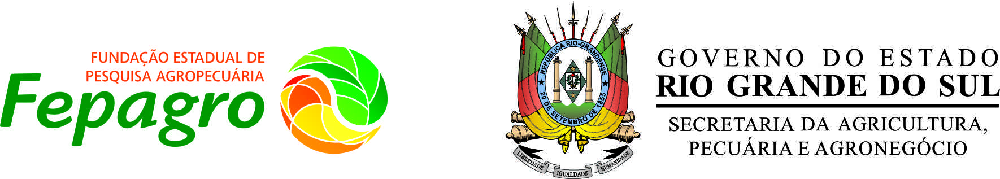 FUNDAÇÃO ESTADUAL DE
PESQUISA AGROPECUÁRIA
Fepagro
REPÚBLICA RIO-GRANDENSE
★ 20 DE SETEMBRO DE 1855 ★
LIBERDADE IGUALDADE HUMANIDADE
GOVERNO DO ESTADO
RIO GRANDE DO SUL
SECRETARIA DA AGRICULTURA,
PECUÁRIA E AGRONEGÓCIO